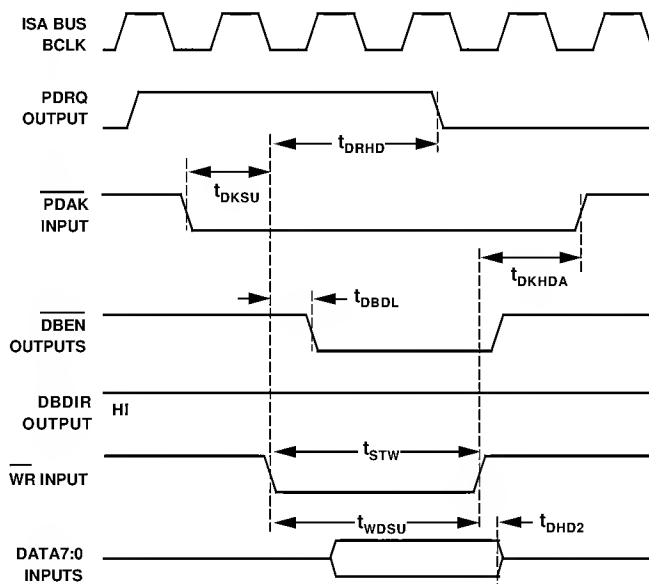 ISA BUS
BCLK
PDRQ
OUTPUT
tDRHD
tDKSU
PDAK
INPUT
tDKHDA
tDBDL
DBEN
OUTPUTS
DBDIR
OUTPUT
HI
tSTW
WR INPUT
tWDSU
tDHD2
DATA7:0
INPUTS